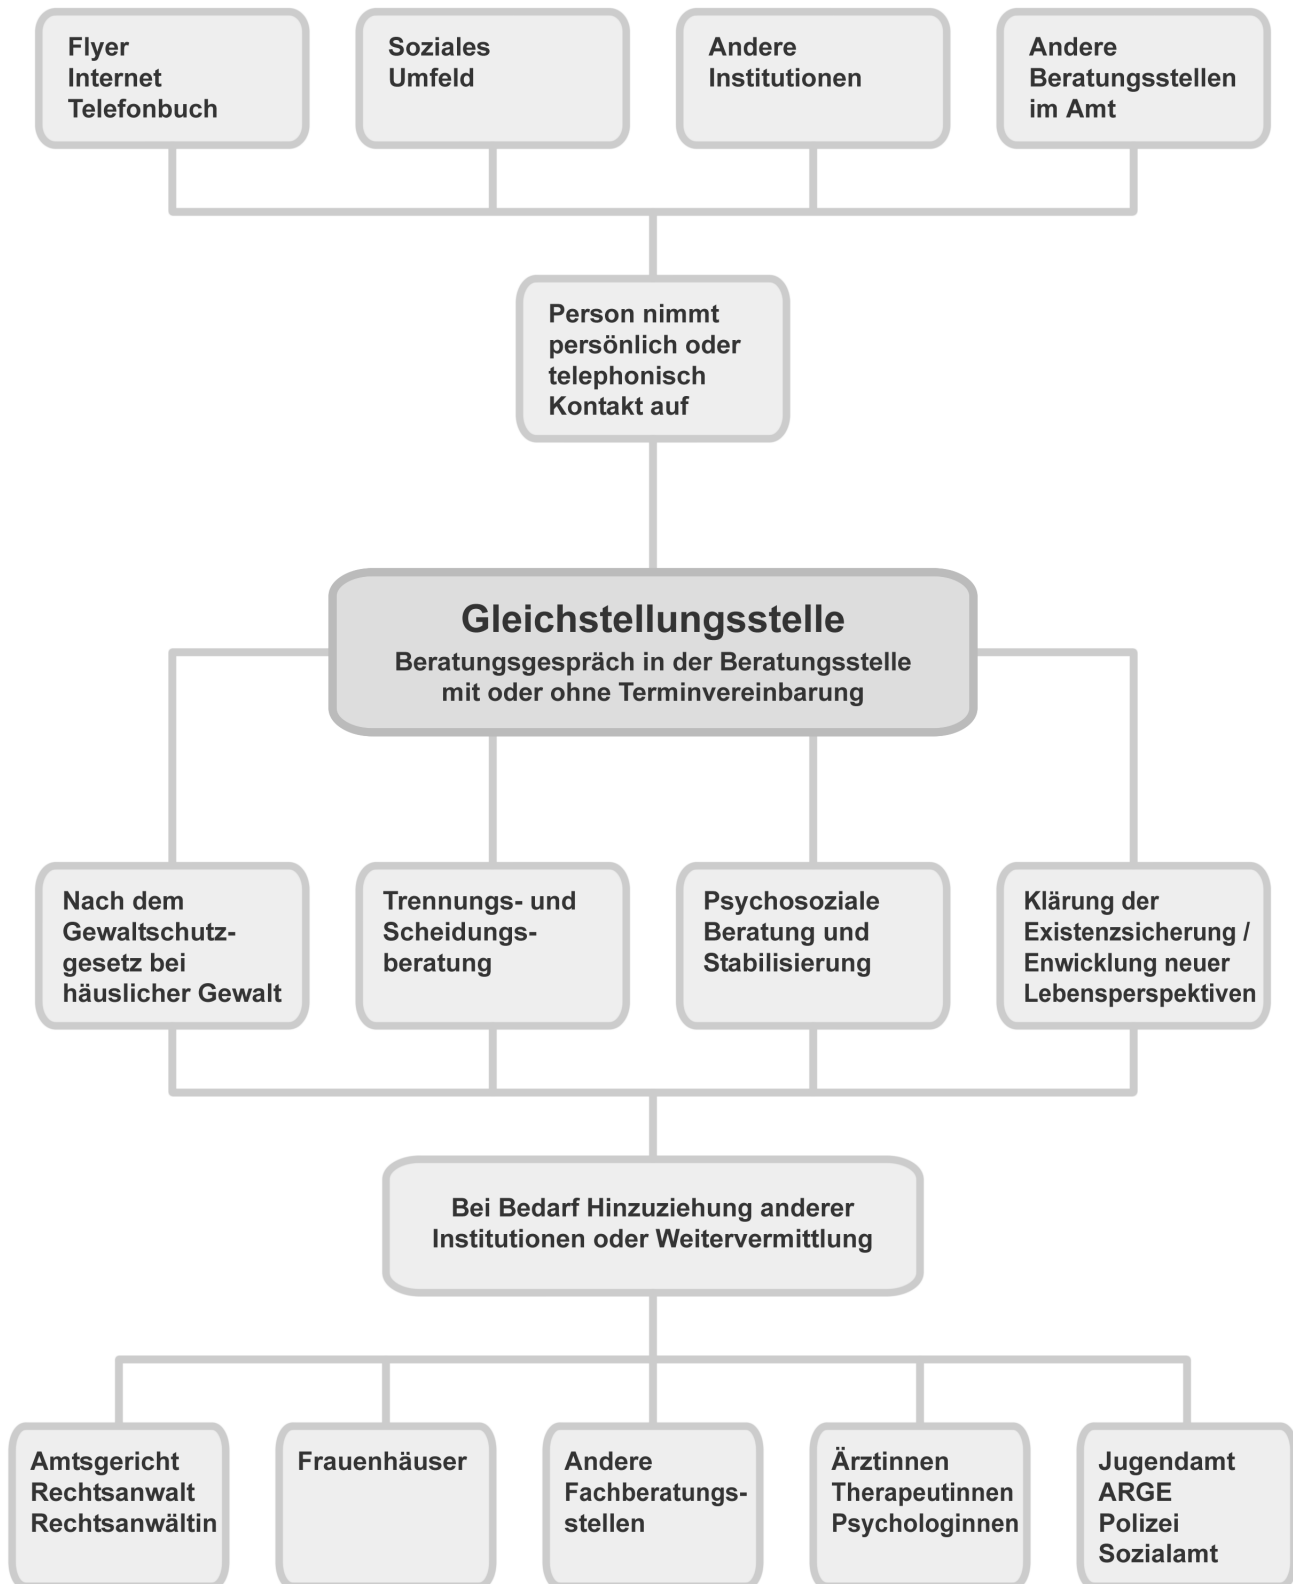 Flyer
Internet
Telefonbuch
Soziales
Umfeld
Andere
Institutionen
Andere
Beratungsstellen
im Amt
Person nimmt
persönlich oder
telephonisch
Kontakt auf
Gleichstellungsstelle
Beratungsgespräch in der Beratungsstelle
mit oder ohne Terminvereinbarung
Nach dem
Gewaltschutz-
gesetz bei
häuslicher Gewalt
Trennungs- und
Scheidungs-
beratung
Psychosoziale
Beratung und
Stabilisierung
Klärung der
Existenzsicherung /
Enwicklung neuer
Lebensperspektiven
Bei Bedarf Hinzuziehung anderer
Institutionen oder Weitervermittlung
Amtsgericht
Rechtsanwalt
Rechtsanwältin
Frauenhäuser
Andere
Fachberatungs-
stellen
Ärztinnen
Therapeutinnen
Psychologinnen
Jugendamt
ARGE
Polizei
Sozialamt